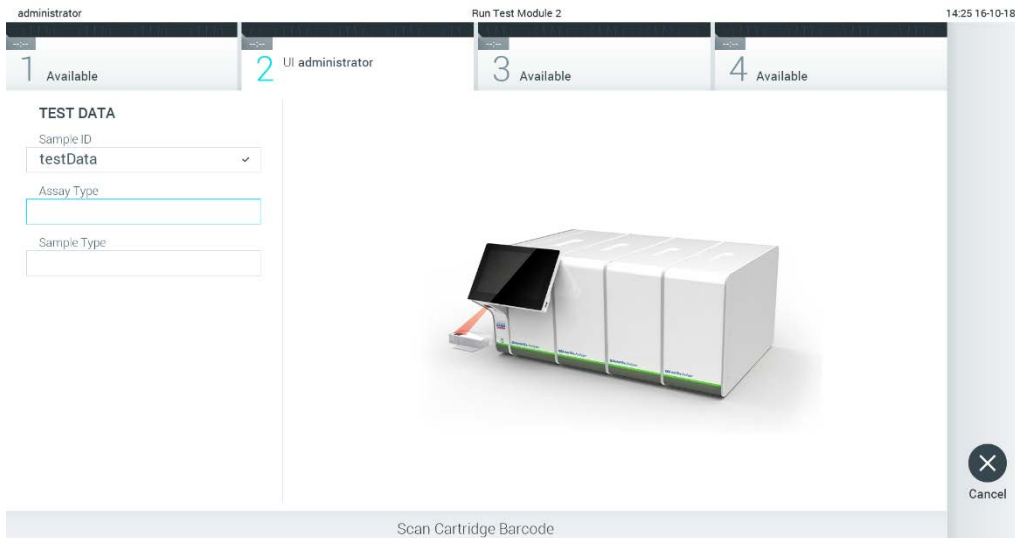 administrator
Run Test Module 2
14:25 16-10-18
--:--
--:--
--:--
--:--
1 Available
2 UI administrator
3 Available
4 Available
TEST DATA
Sample ID
testData
Assay Type
Sample Type
Cancel
Scan Cartridge Barcode